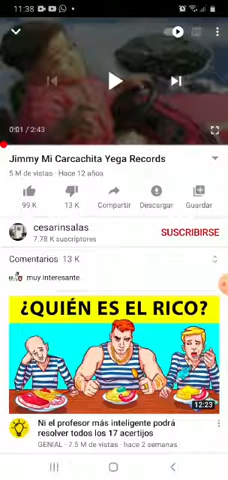 11:38
0:01 / 2:43
Jimmy Mi Carcachita Yega Records
5 M de vistas · Hace 12 años
99 K
13 K
Compartir
Descargar
Guardar
cesarinsalas
7.78 K suscriptores
SUSCRIBIRSE
Comentarios 13 K
muy interesante
¿QUIÉN ES EL RICO?
12:23
Ni el profesor más inteligente podrá
resolver todos los 17 acertijos
GENIAL · 7.5 M de vistas · hace 2 semanas